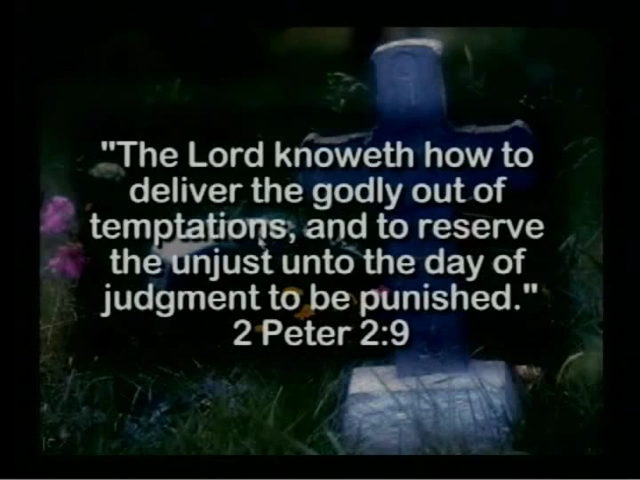 "The Lord knoweth how to
deliver the godly out of
temptations, and to reserve
the unjust unto the day of
judgment to be punished."
2 Peter 2:9